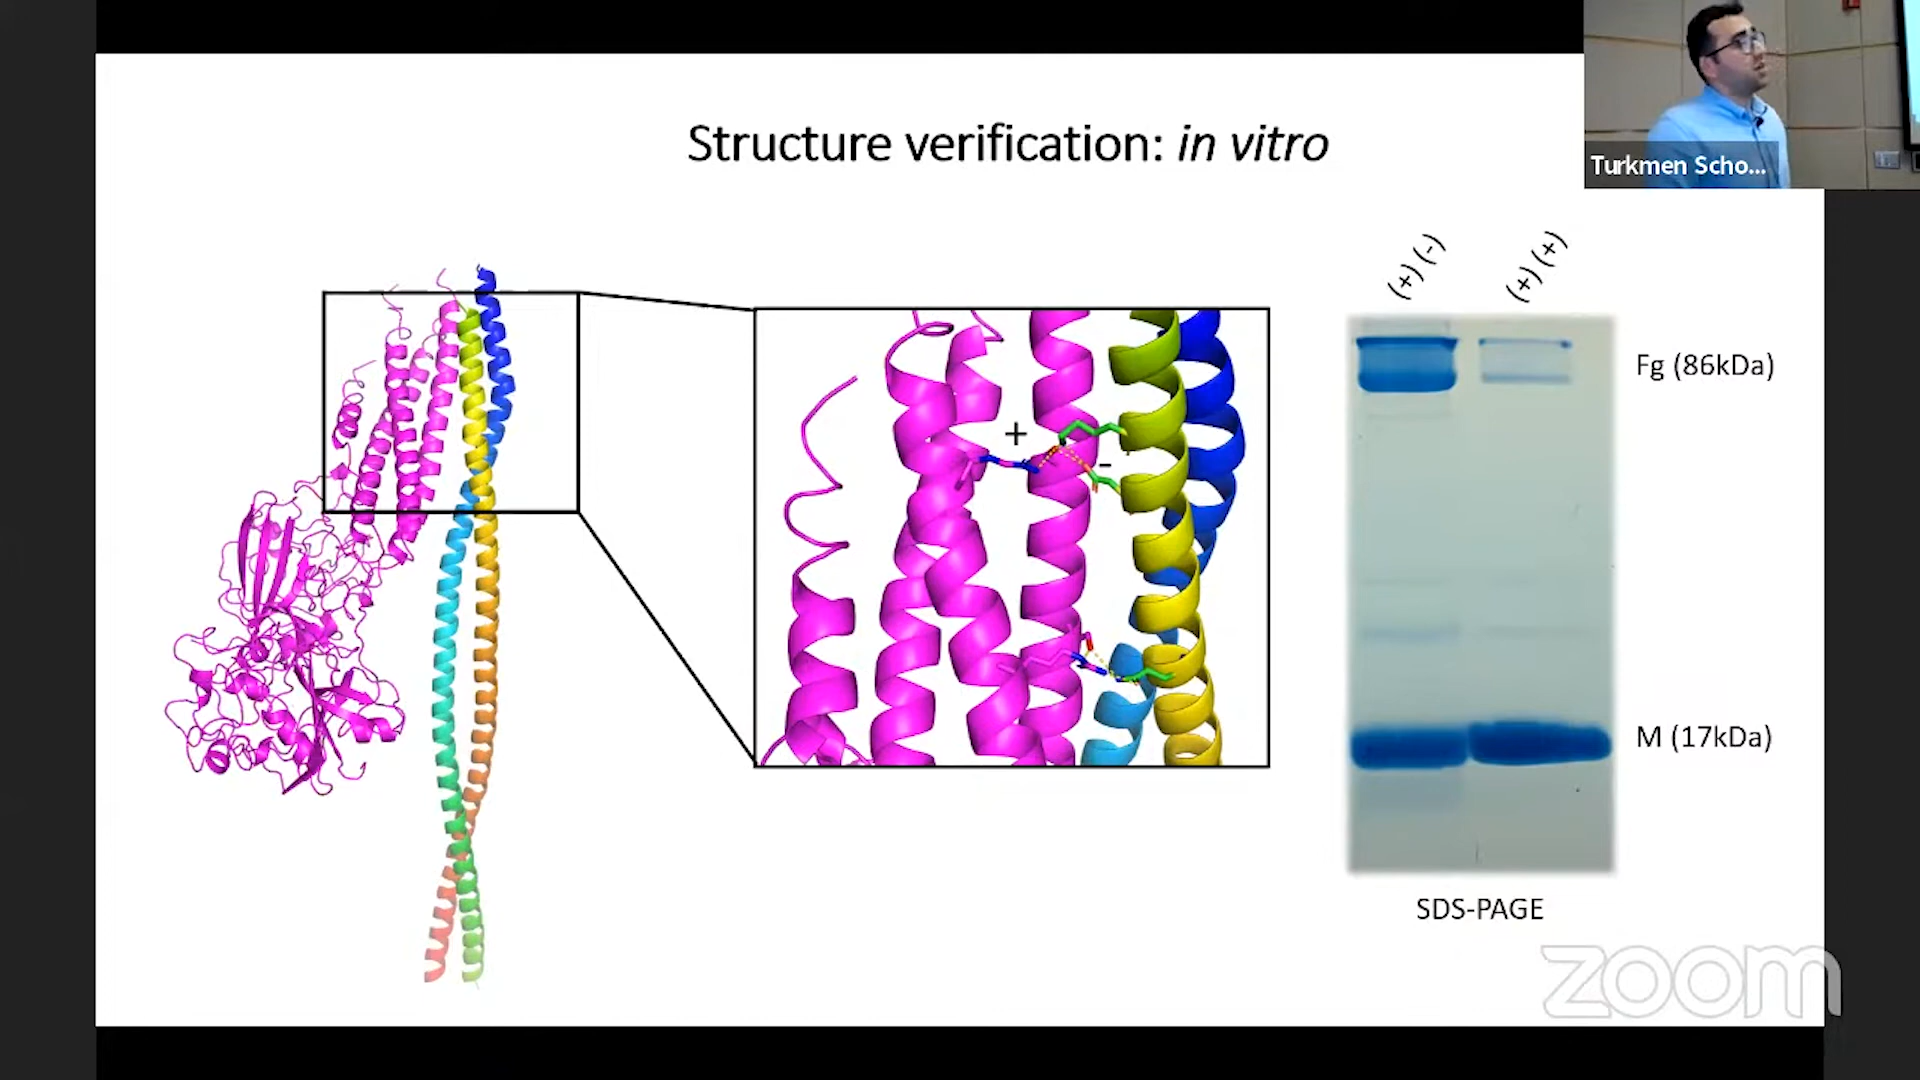 Structure verification: in vitro
Turkmen Scho...
+
-
(+) (-)
(+) (+)
Fg (86kDa)
M (17kDa)
SDS-PAGE
zoom